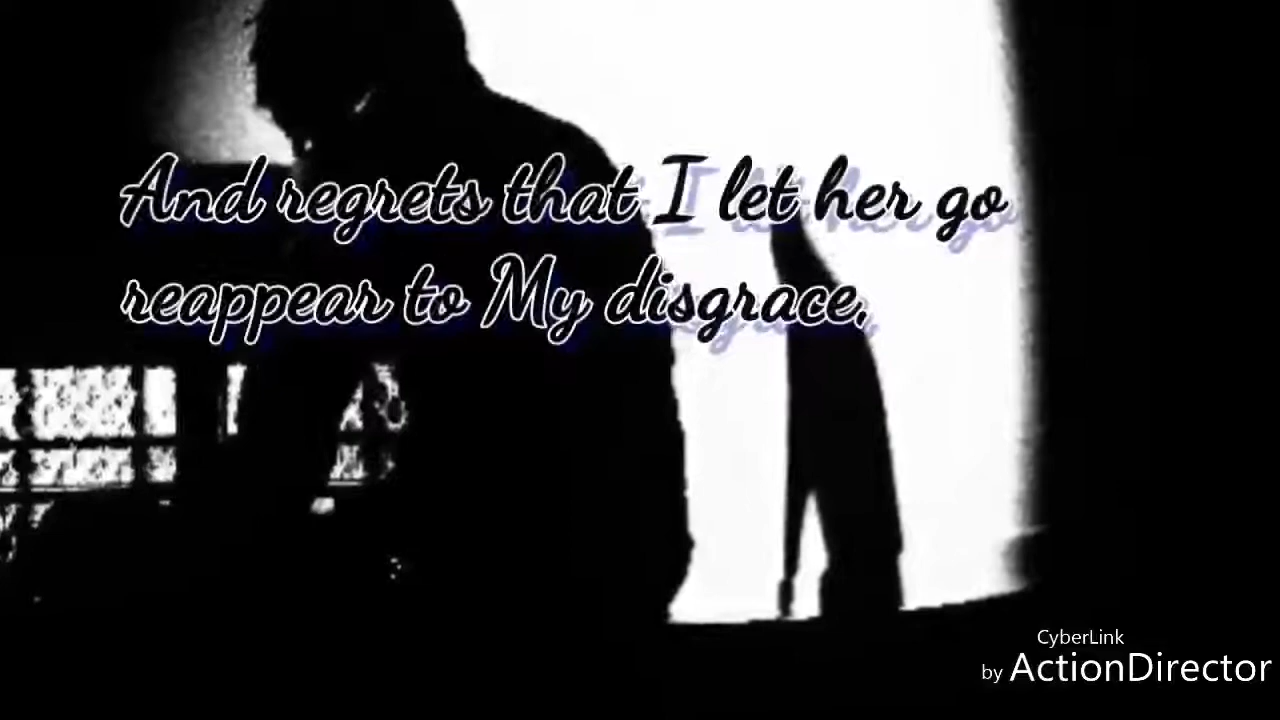 And regrets that I let her go
reappear to My disgrace,
CyberLink
by ActionDirector